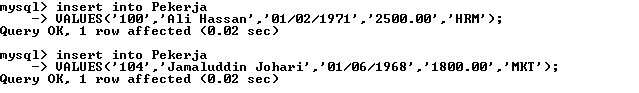 mysql> insert into Pekerja
    -> VALUES('100','Ali Hassan','01/02/1971','2500.00','HRM');
Query OK, 1 row affected (0.02 sec)
mysql> insert into Pekerja
    -> VALUES('104','Jamaluddin Johari','01/06/1968','1800.00','MKT');
Query OK, 1 row affected (0.02 sec)